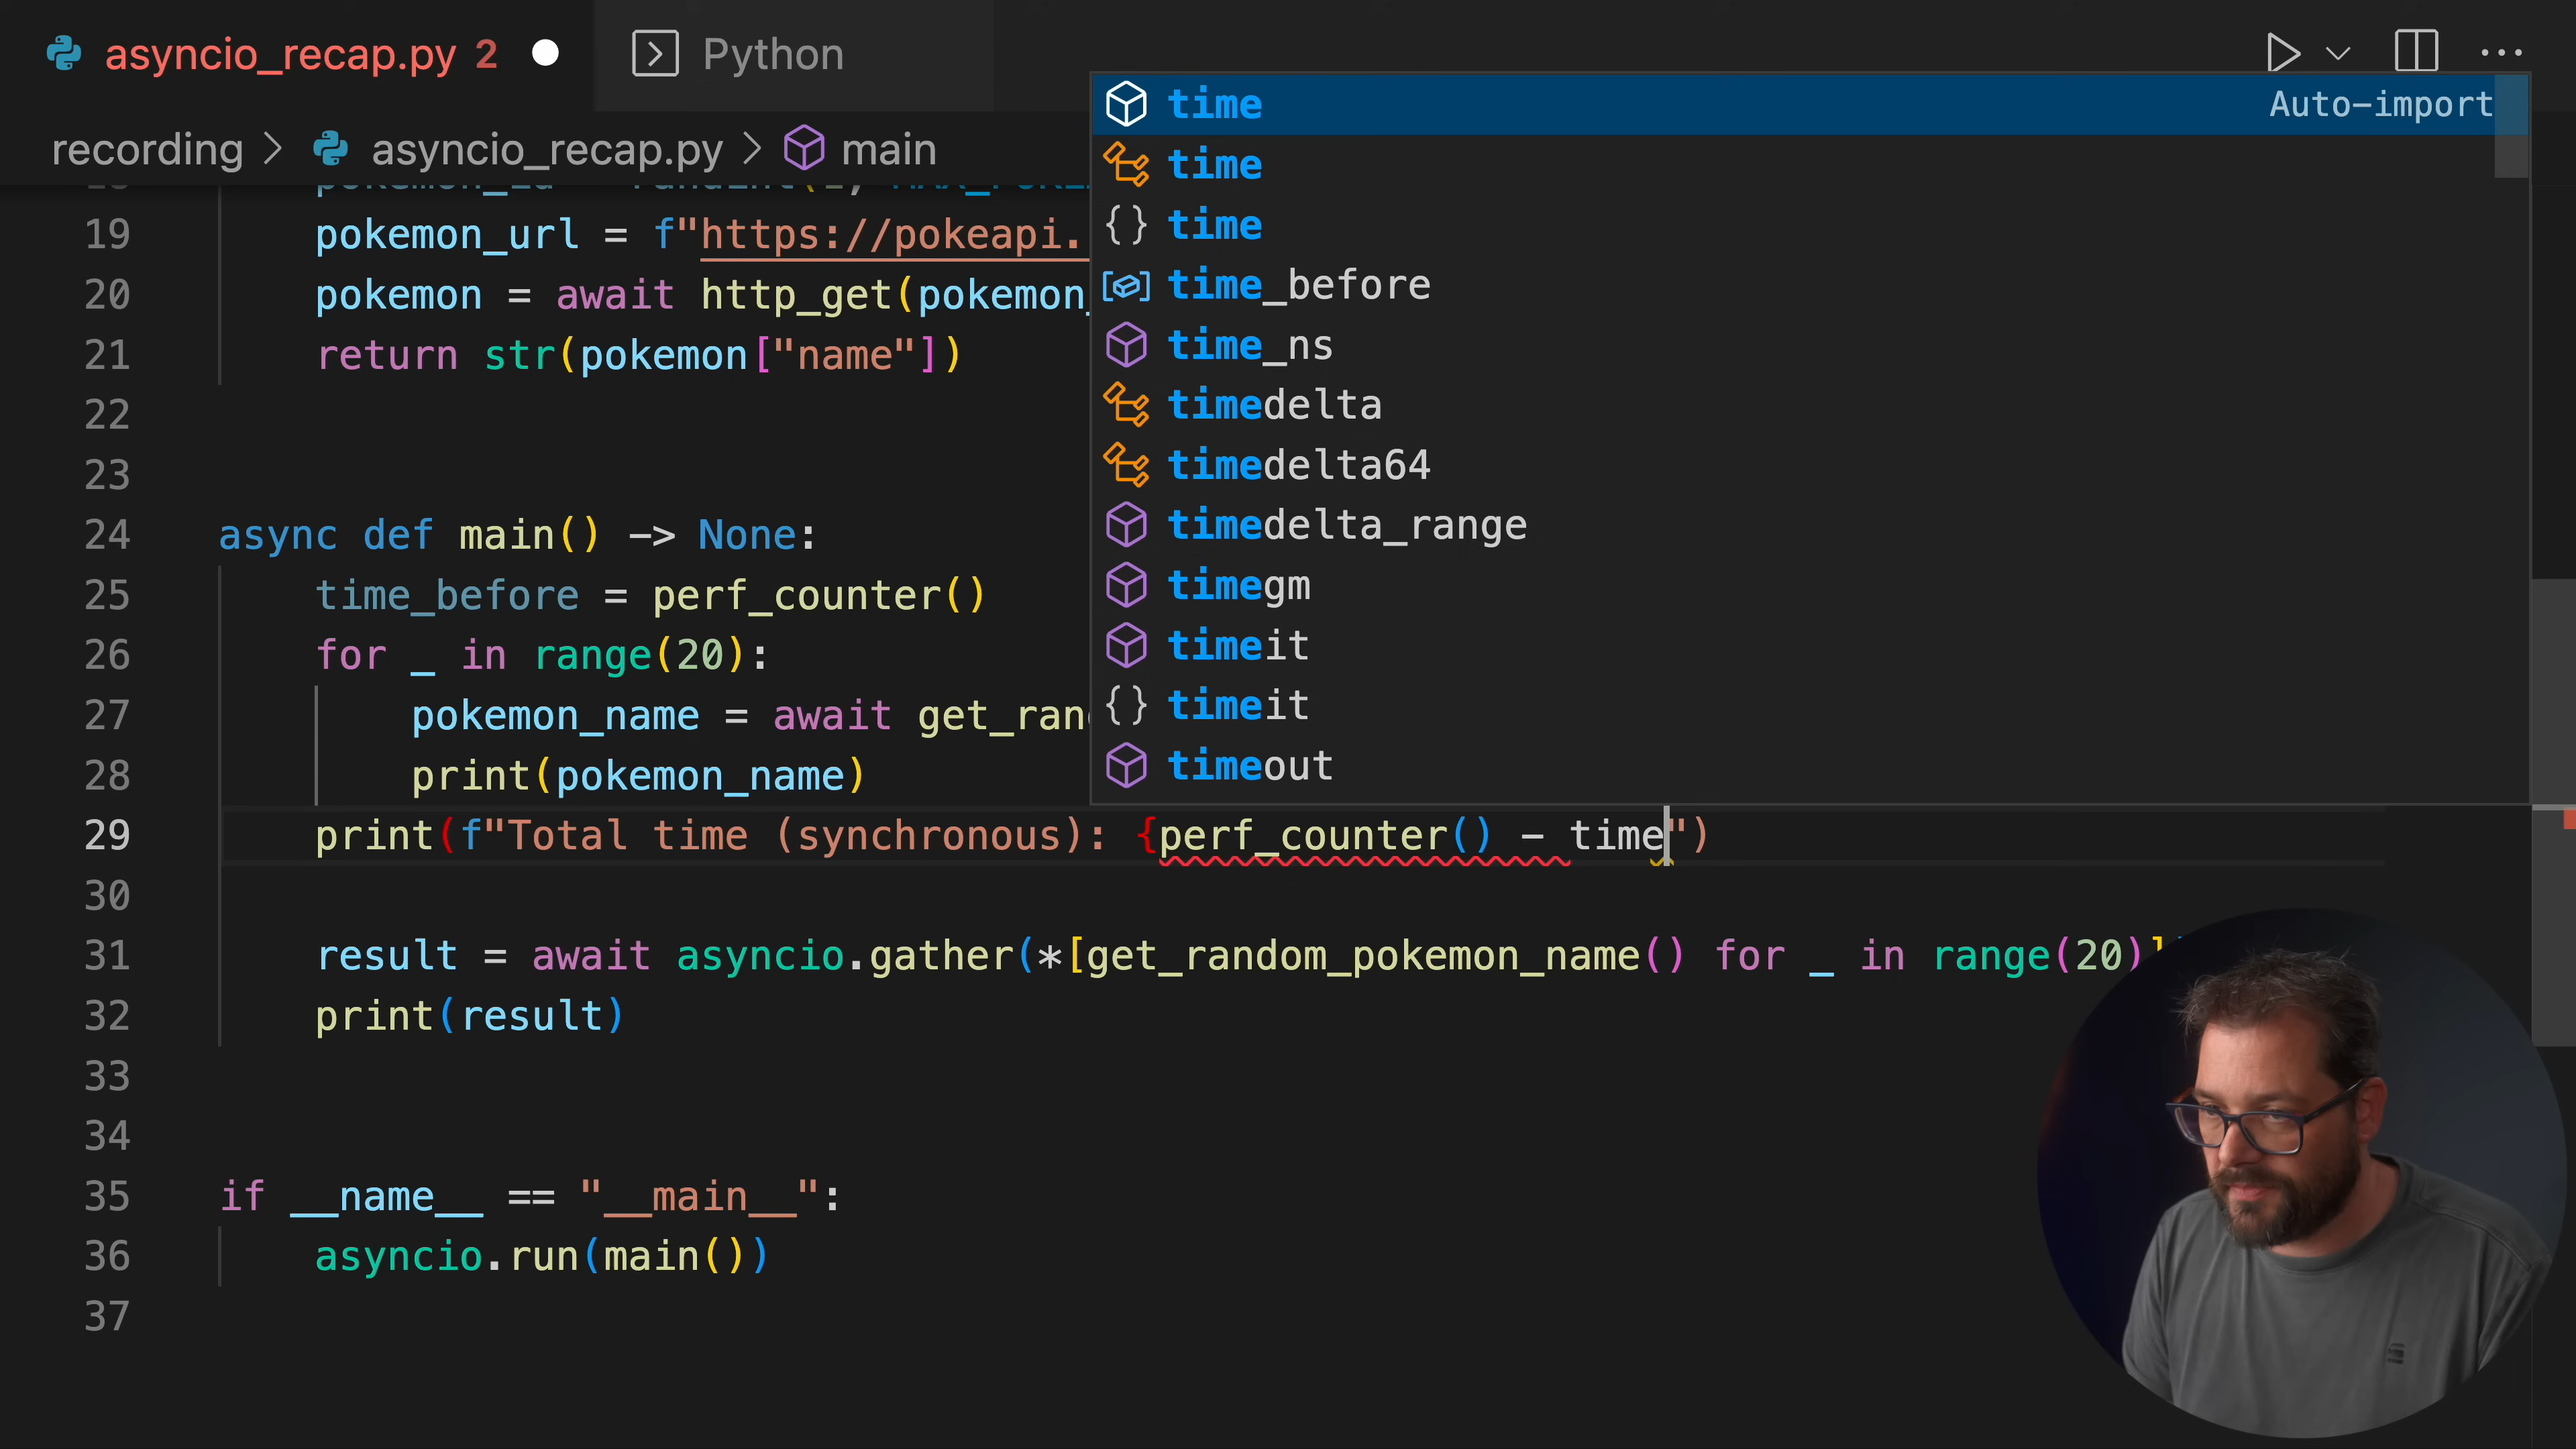 asyncio_recap.py 2
Python
recording > asyncio_recap.py > main
19 pokemon_url = f"https://pokeapi.
20 pokemon = await http_get(pokemon_
21 return str(pokemon["name"])
22
23
24 async def main() -> None:
25 time_before = perf_counter()
26 for _ in range(20):
27 pokemon_name = await get_ran
28 print(pokemon_name)
29 print(f"Total time (synchronous): {perf_counter() - time")
30
31 result = await asyncio.gather(*[get_random_pokemon_name() for _ in range(20)]
32 print(result)
33
34
35 if __name__ == "__main__":
36 asyncio.run(main())
37
time Auto-import
time
time
time_before
time_ns
timedelta
timedelta64
timedelta_range
timegm
timeit
timeit
timeout